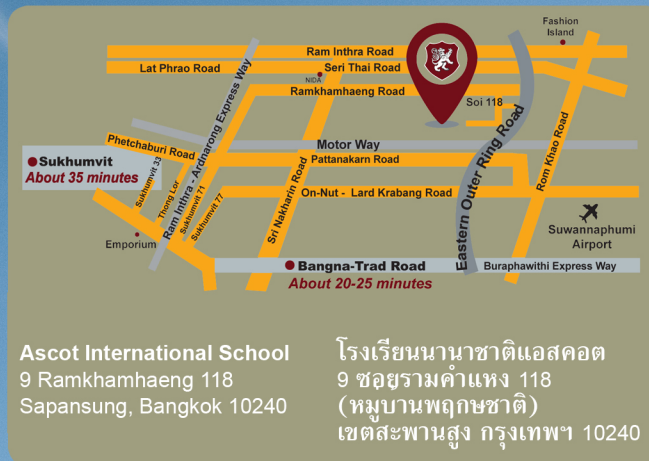 Fashion
Island
Ram Inthra Road
Lat Phrao Road
Seri Thai Road
NIDA
Ramkhamhaeng Road
Soi 118
Ram Inthra - Ardnarong Express Way
Eastern Outer Ring Road
Rom Khao Road
Phetchaburi Road
Motor Way
Pattanakarn Road
Sukhumvit
About 35 minutes
Sukhumvit 33
Thong Lor
Sukhumvit 71
Sukhumvit 77
Sri Nakharin Road
On-Nut - Lard Krabang Road
Emporium
Suwannaphumi
Airport
Bangna-Trad Road
Buraphawithi Express Way
About 20-25 minutes
Ascot International School
9 Ramkhamhaeng 118
Sapansung, Bangkok 10240
โรงเรียนนานาชาติแอสคอต
9 ซอยรามคำแหง 118
(หมู่บ้านพฤกษชาติ)
เขตสะพานสูง กรุงเทพฯ 10240